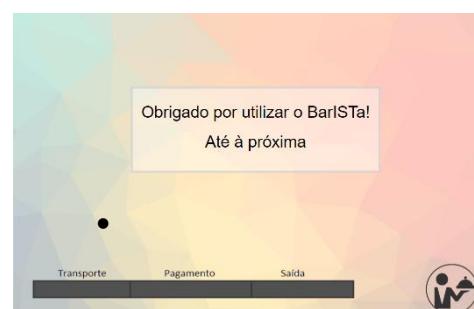 Obrigado por utilizar o BarISTa!
Até à próxima
Transporte Pagamento Saída